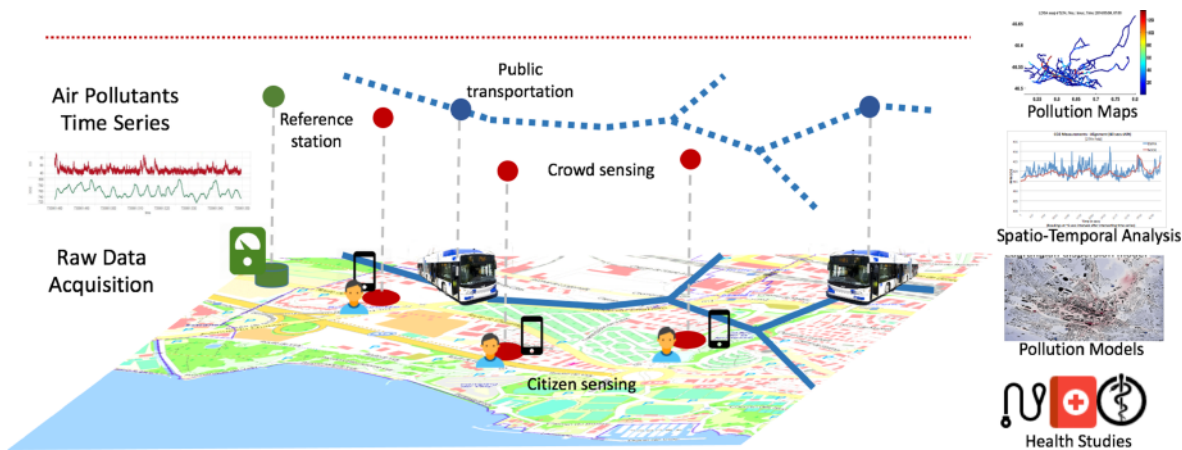 Air Pollutants
Time Series
Reference
station
Public
transportation
Crowd sensing
Raw Data
Acquisition
Citizen sensing
Pollution Maps
Spatio-Temporal Analysis
Pollution Models
Health Studies